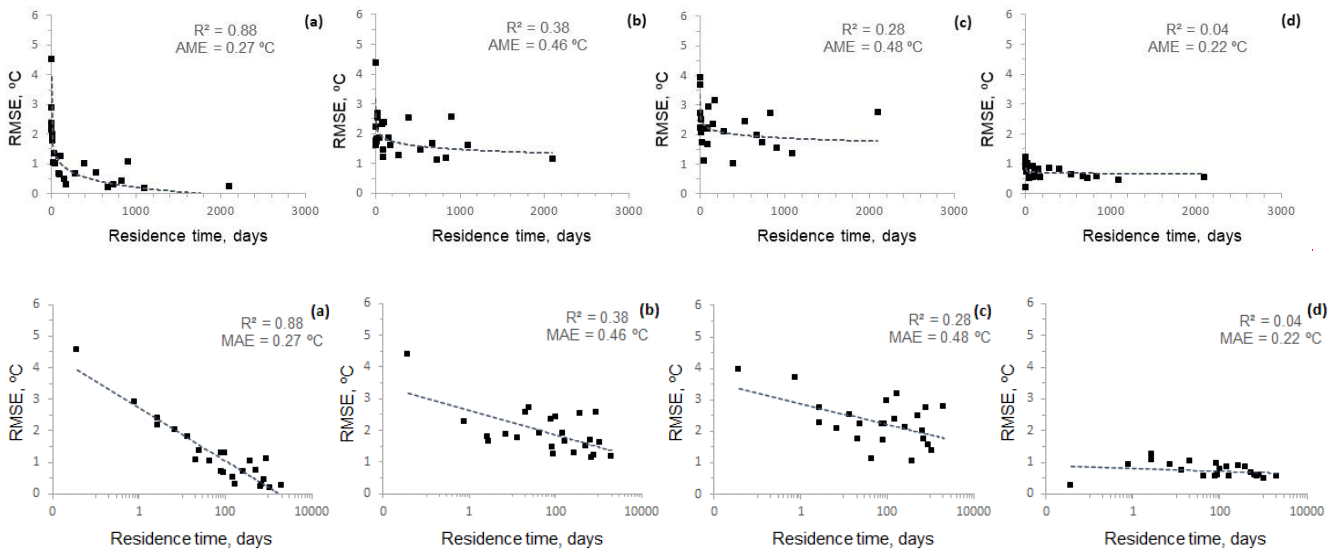 (a)
R² = 0.88
AME = 0.27 ºC
RMSE, ºC
6
5
4
3
2
1
0
0 1000 2000 3000
Residence time, days
(b)
R² = 0.38
AME = 0.46 ºC
RMSE, ºC
6
5
4
3
2
1
0
0 1000 2000 3000
Residence time, days
(c)
R² = 0.28
AME = 0.48 ºC
RMSE, ºC
6
5
4
3
2
1
0
0 1000 2000 3000
Residence time, days
(d)
R² = 0.04
AME = 0.22 ºC
RMSE, ºC
6
5
4
3
2
1
0
0 1000 2000 3000
Residence time, days
(a)
R² = 0.88
MAE = 0.27 ºC
RMSE, ºC
6
5
4
3
2
1
0
0 1 100 10000
Residence time, days
(b)
R² = 0.38
MAE = 0.46 ºC
RMSE, ºC
6
5
4
3
2
1
0
0 1 100 10000
Residence time, days
(c)
R² = 0.28
MAE = 0.48 ºC
RMSE, ºC
6
5
4
3
2
1
0
0 1 100 10000
Residence time, days
(d)
R² = 0.04
MAE = 0.22 ºC
RMSE, ºC
6
5
4
3
2
1
0
0 1 100 10000
Residence time, days